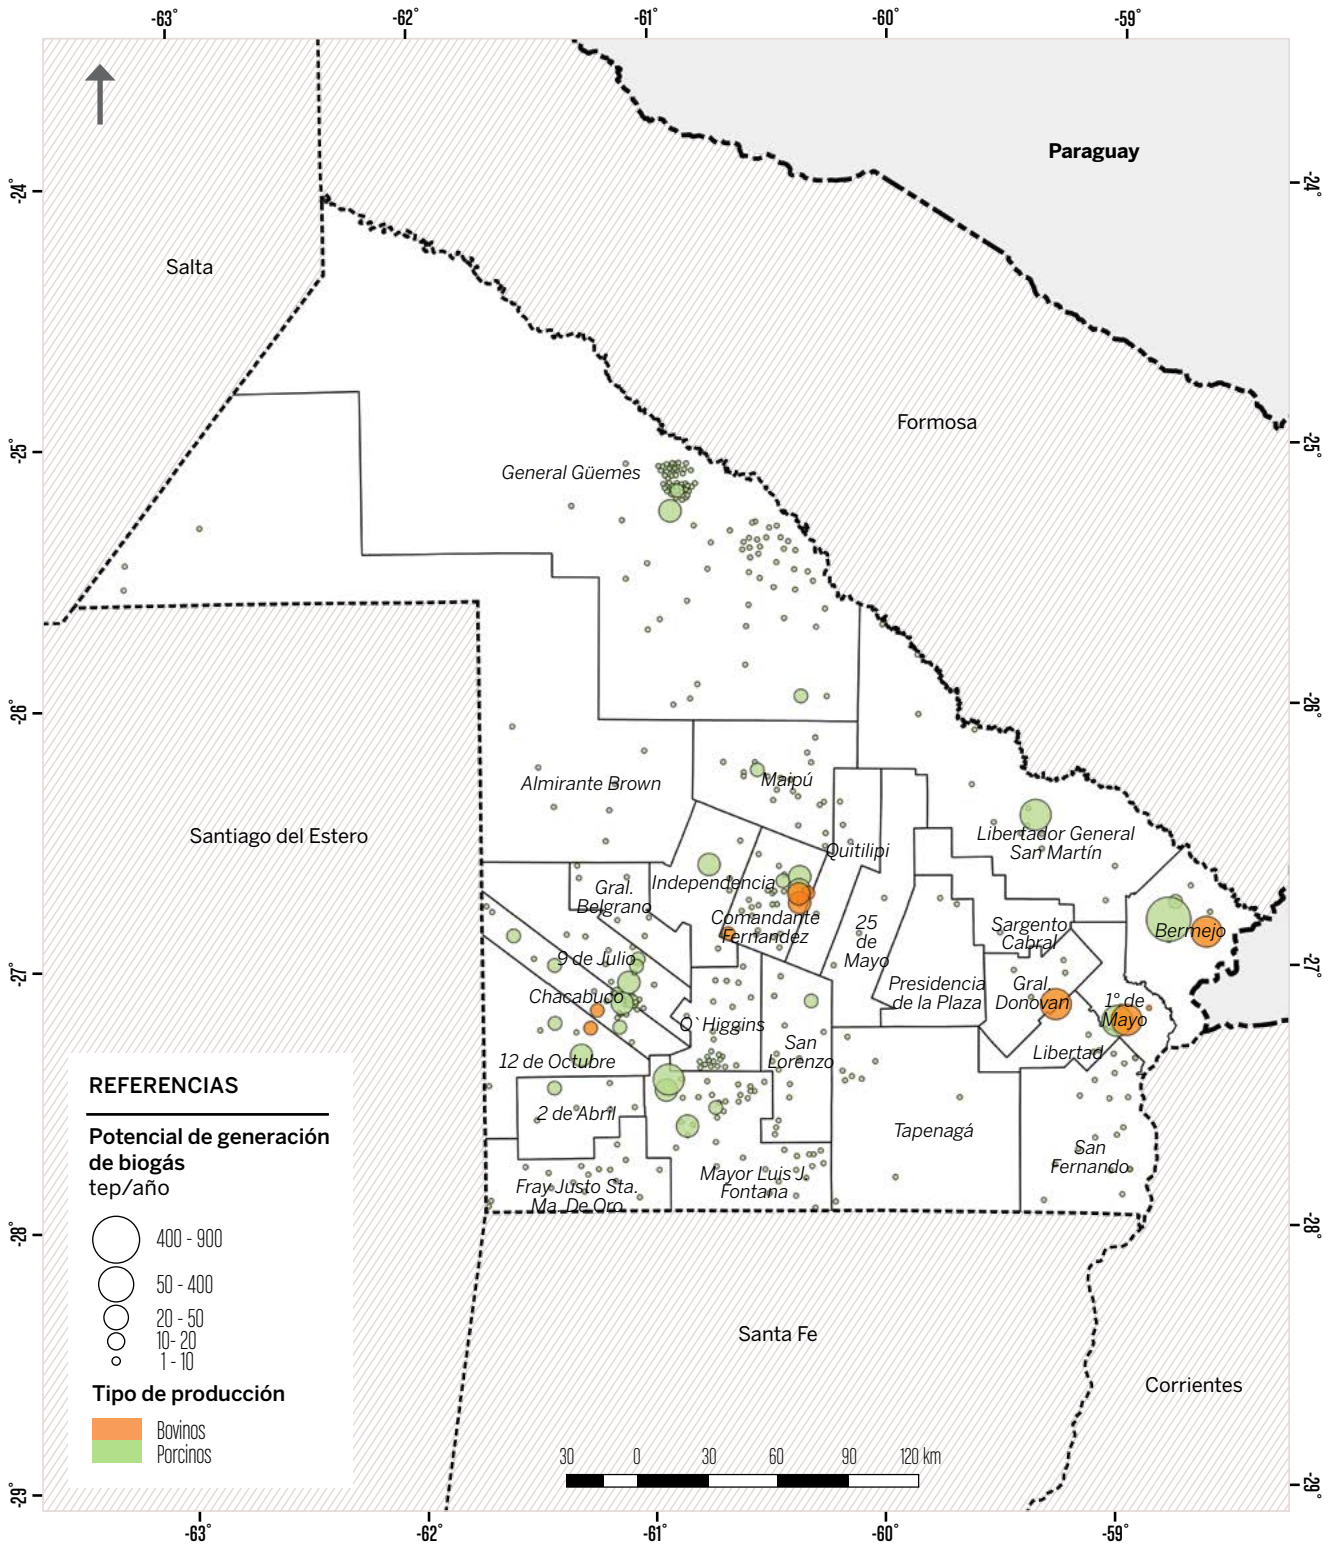 -63°
-62°
-61°
-60°
-59°
Paraguay
-24°
-24°
Salta
Formosa
-25°
-25°
General Güemes
-26°
-26°
Almirante Brown
Maipú
Santiago del Estero
Libertador General
San Martín
Quitilipi
Independencia
Gral.
Belgrano
Comandante
Fernandez
25
de
Mayo
Sargento
Cabral
Bermejo
9 de Julio
-27°
-27°
Chacabuco
Presidencia
de la Plaza
Gral.
Donovan
1° de
Mayo
O`Higgins
San
Lorenzo
Libertad
12 de Octubre
2 de Abril
Tapenagá
San
Fernando
Mayor Luis J.
Fontana
Fray Justo Sta.
Ma. De Oro
-28°
-28°
REFERENCIAS
Potencial de generación
de biogás
tep/año
400 - 900
50 - 400
20 - 50
10- 20
1 - 10
Tipo de producción
Bovinos
Porcinos
Santa Fe
Corrientes
30
0
30
60
90
120 km
-29°
-29°
-63°
-62°
-61°
-60°
-59°